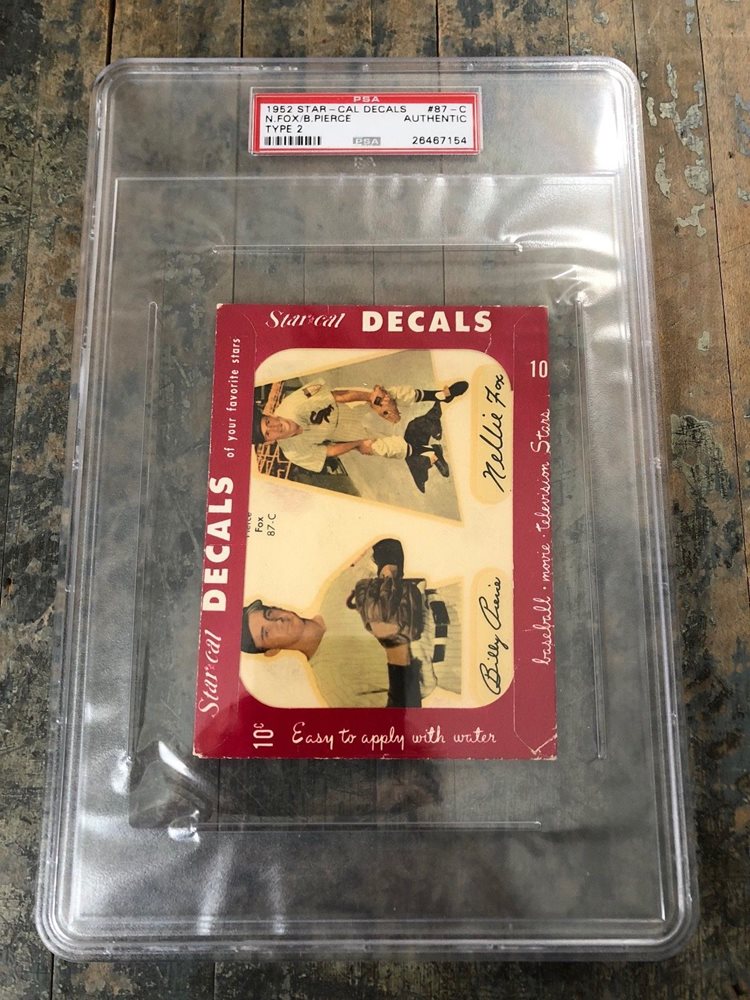 PSA
1952 STAR-CAL DECALS #87-C
N.FOX/B.PIERCE AUTHENTIC
TYPE 2
PSA 26467154
Star-cal DECALS
Star-cal DECALS of your favorite stars
10
Nellie Fox
Fox
87-C
Billy Pierce
baseball · movie · television Stars
10¢ Easy to apply with water